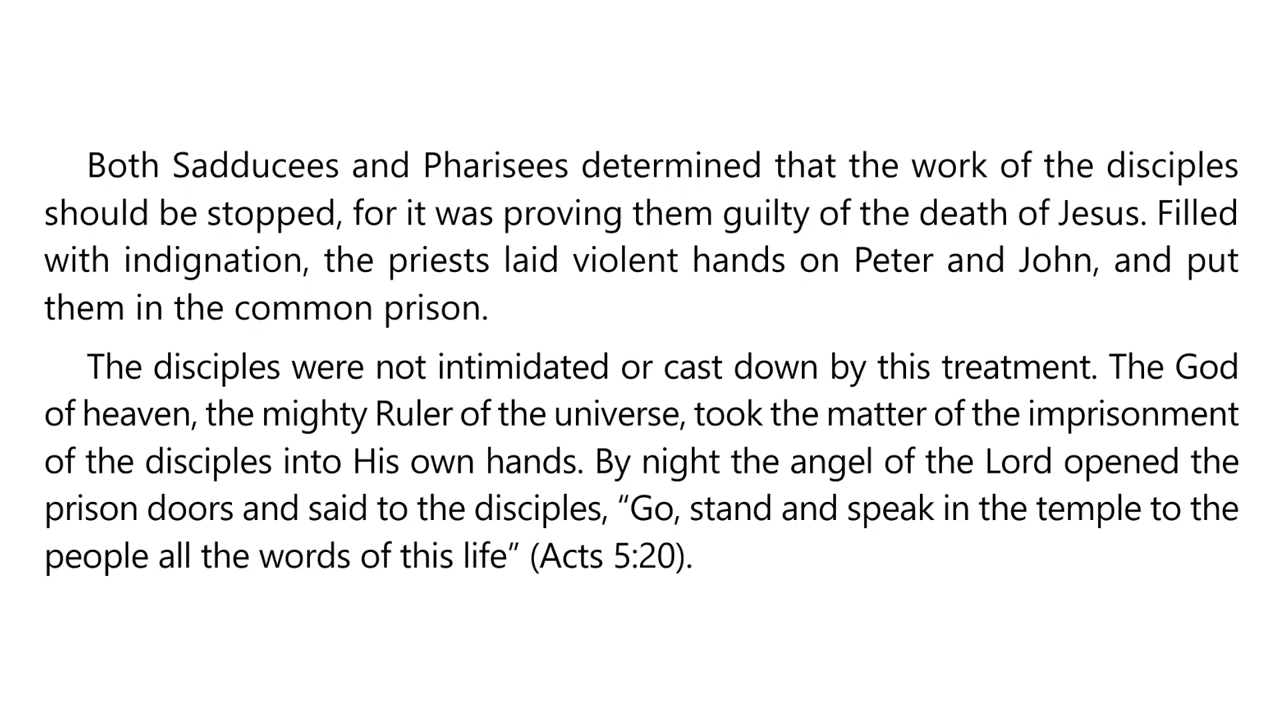 Both Sadducees and Pharisees determined that the work of the disciples
should be stopped, for it was proving them guilty of the death of Jesus. Filled
with indignation, the priests laid violent hands on Peter and John, and put
them in the common prison.
The disciples were not intimidated or cast down by this treatment. The God
of heaven, the mighty Ruler of the universe, took the matter of the imprisonment
of the disciples into His own hands. By night the angel of the Lord opened the
prison doors and said to the disciples, “Go, stand and speak in the temple to the
people all the words of this life” (Acts 5:20).